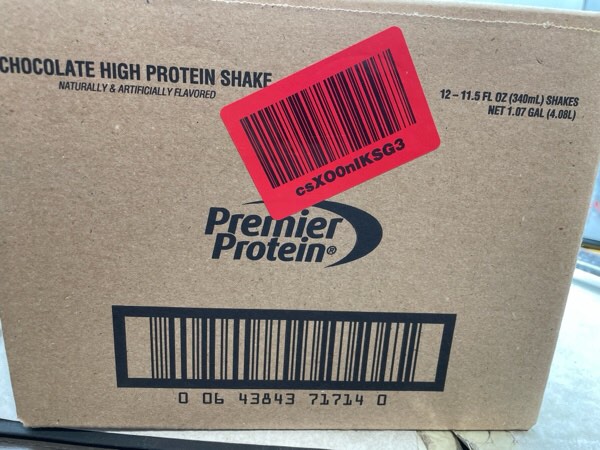 CHOCOLATE HIGH PROTEIN SHAKE
NATURALLY & ARTIFICIALLY FLAVORED
12 – 11.5 FL OZ (340mL) SHAKES
NET 1.07 GAL (4.08L)
csXO0nIKSG3
Premier
Protein®
0 06 43843 71714 0